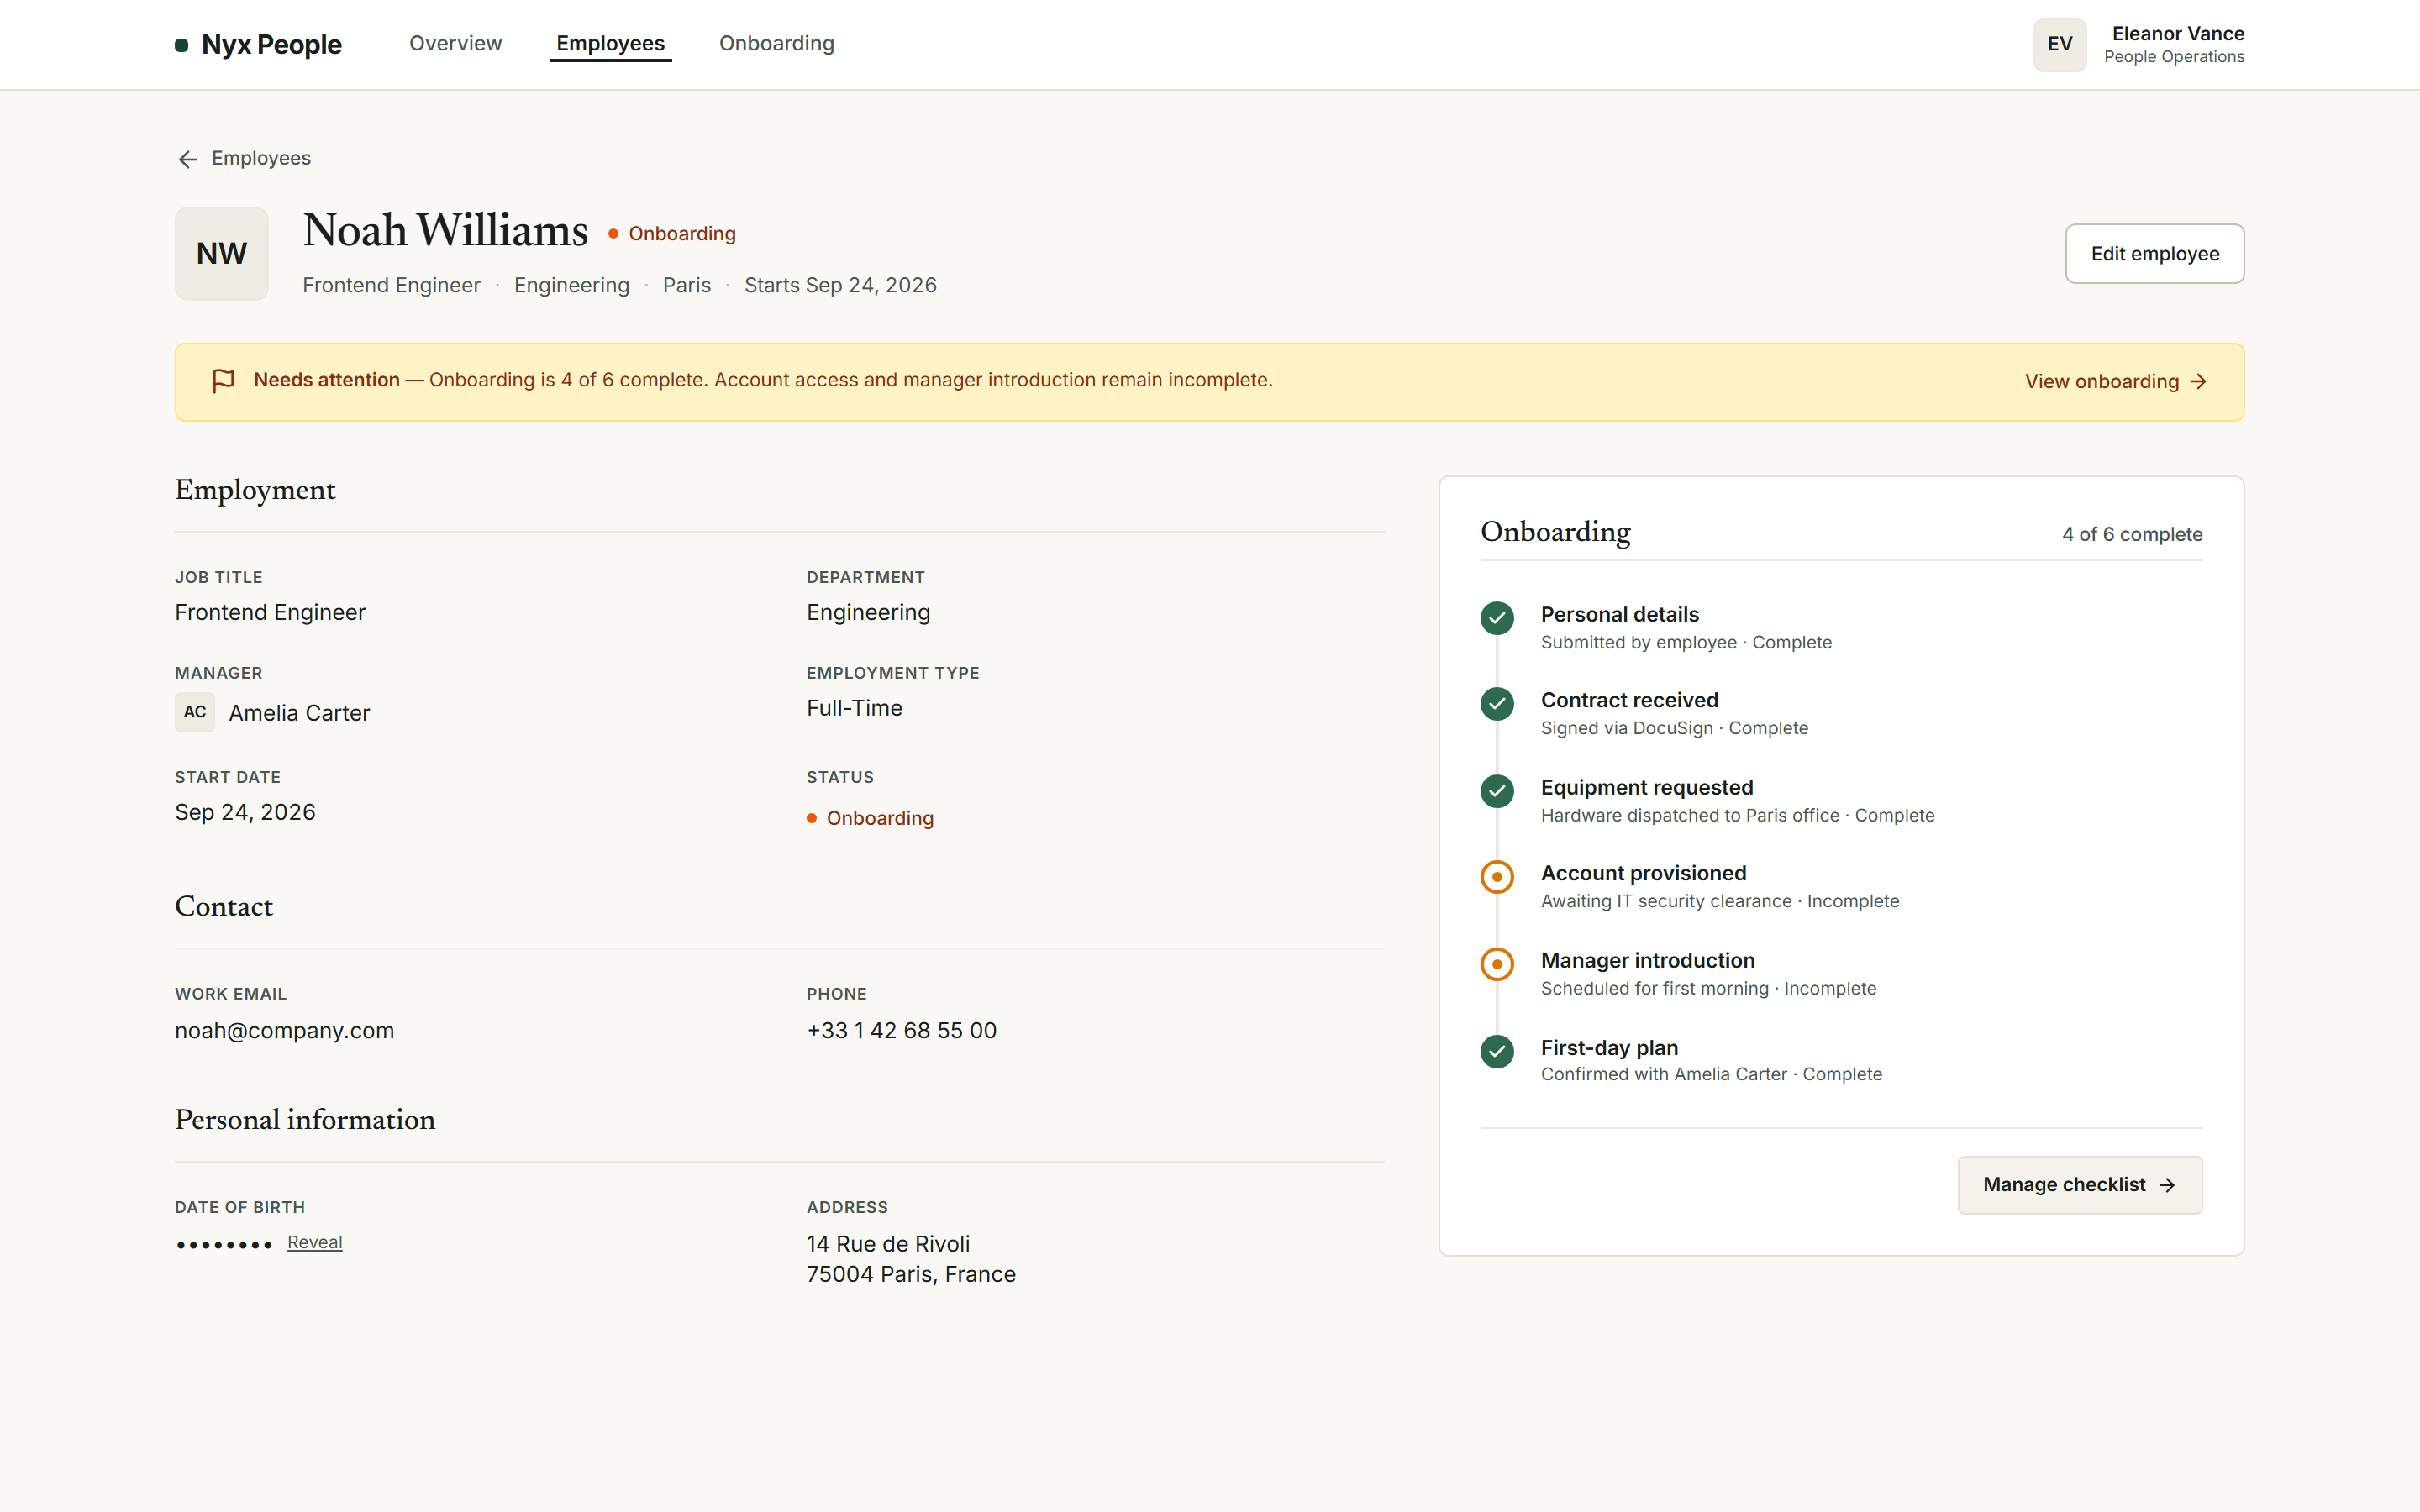 Nyx People
Overview
Employees
Onboarding
EV
Eleanor Vance
People Operations
Employees
NW
Noah Williams
Onboarding
Frontend Engineer · Engineering · Paris · Starts Sep 24, 2026
Edit employee
Needs attention — Onboarding is 4 of 6 complete. Account access and manager introduction remain incomplete.
View onboarding →
Employment
JOB TITLE
Frontend Engineer
DEPARTMENT
Engineering
MANAGER
AC
Amelia Carter
EMPLOYMENT TYPE
Full-Time
START DATE
Sep 24, 2026
STATUS
Onboarding
Contact
WORK EMAIL
noah@company.com
PHONE
+33 1 42 68 55 00
Personal information
DATE OF BIRTH
•••••••• Reveal
ADDRESS
14 Rue de Rivoli
75004 Paris, France
Onboarding
4 of 6 complete
Personal details
Submitted by employee · Complete
Contract received
Signed via DocuSign · Complete
Equipment requested
Hardware dispatched to Paris office · Complete
Account provisioned
Awaiting IT security clearance · Incomplete
Manager introduction
Scheduled for first morning · Incomplete
First-day plan
Confirmed with Amelia Carter · Complete
Manage checklist →